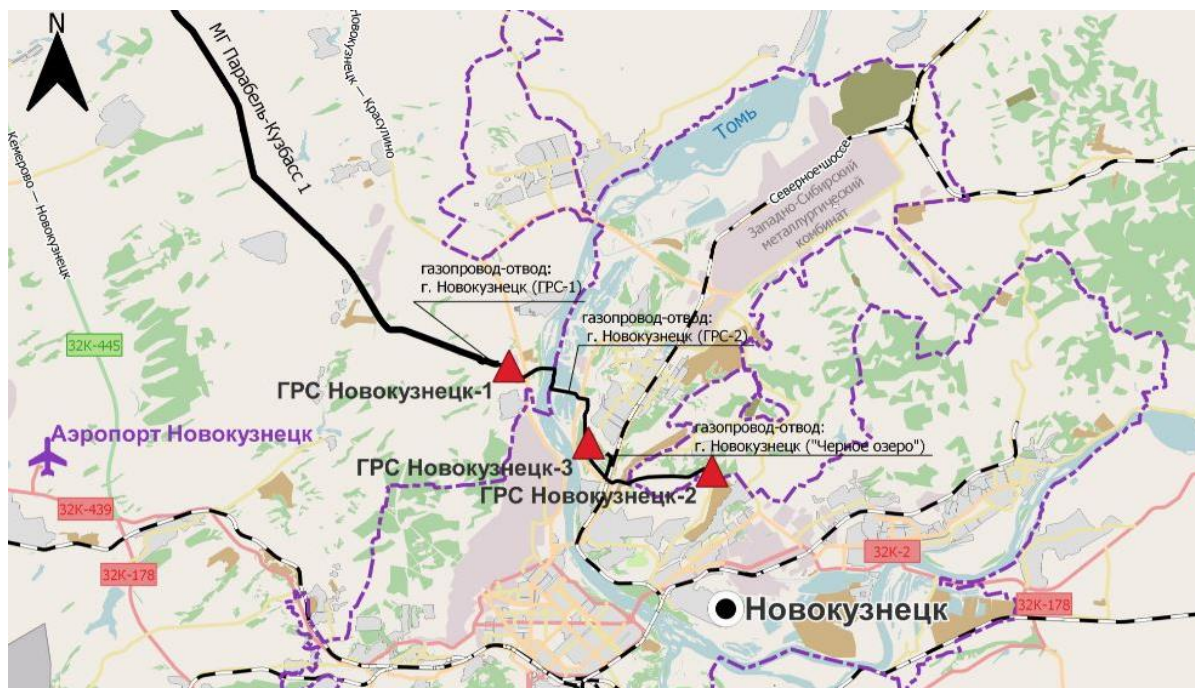 N
МГ Парабель-Кузбасс 1
Новокузнецк — Красулино
Кемерово — Новокузнецк
Томь
Северное шоссе
Западно-Сибирский
металлургический
комбинат
газопровод-отвод:
г. Новокузнецк (ГРС-1)
газопровод-отвод:
г. Новокузнецк (ГРС-2)
32К-445
ГРС Новокузнецк-1
газопровод-отвод:
г. Новокузнецк ("Черное озеро")
Аэропорт Новокузнецк
ГРС Новокузнецк-3
ГРС Новокузнецк-2
32К-439
32К-2
32К-178
32К-178
Новокузнецк